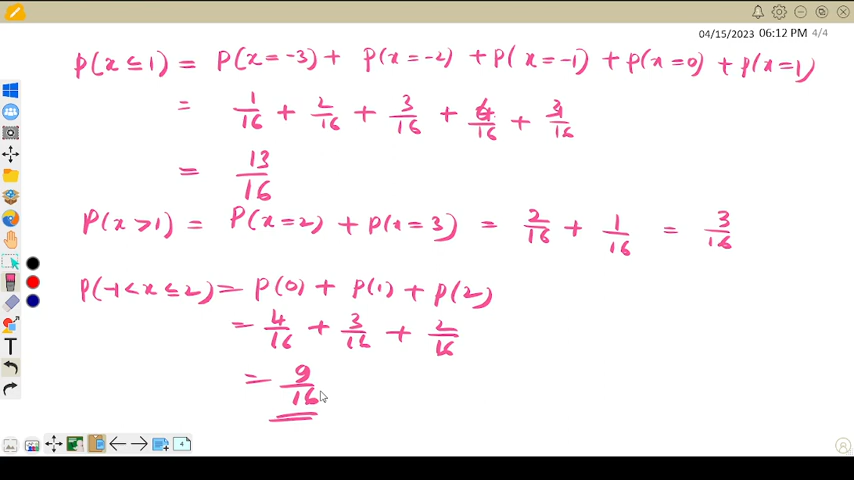 04/15/2023 06:12 PM 4/4
P(x ≤ 1) = P(x = -3) + P(x = -2) + P(x = -1) + P(x = 0) + P(x = 1)
= 1/16 + 2/16 + 3/16 + 4/16 + 3/16
= 13/16
P(x > 1) = P(x = 2) + P(x = 3) = 2/16 + 1/16 = 3/16
P(-1 < x ≤ 2) = P(0) + P(1) + P(2)
= 4/16 + 3/16 + 2/16
= 9/16
T
4